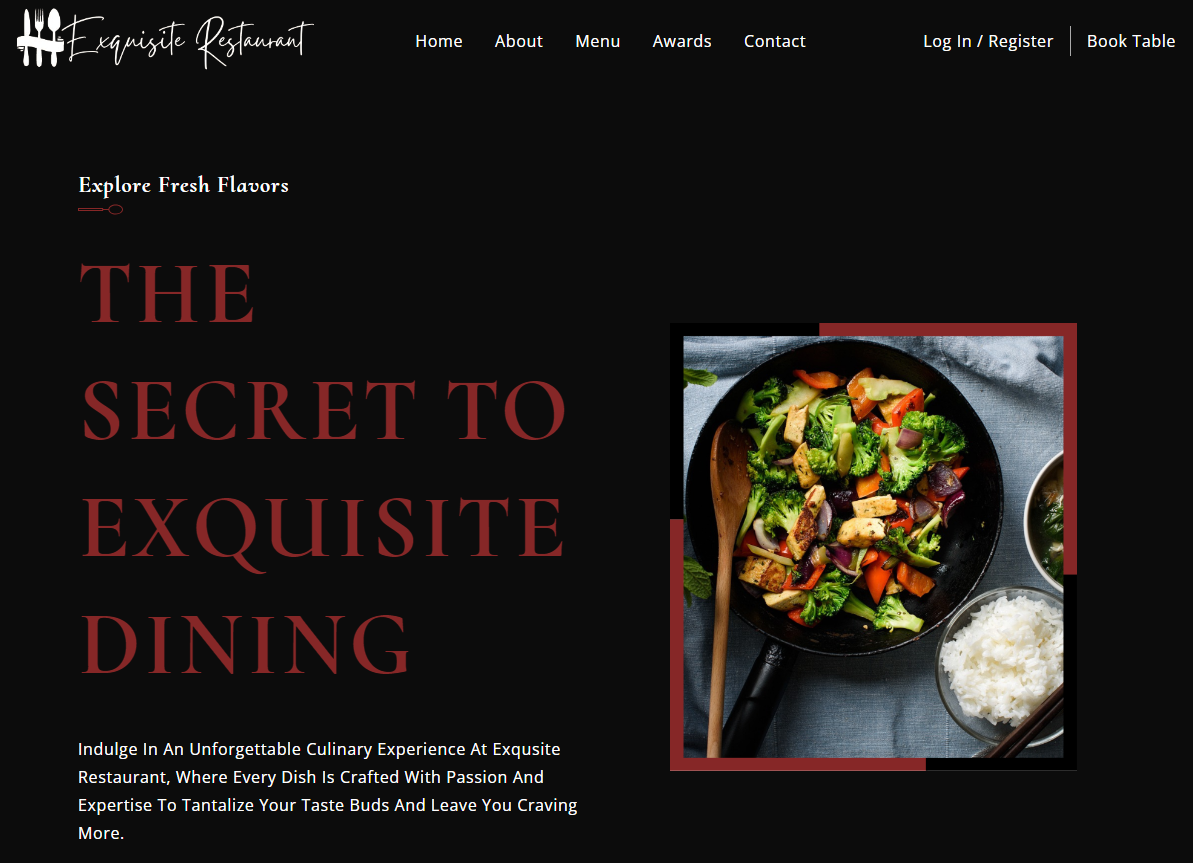 Exquisite Restaurant
Home About Menu Awards Contact
Log In / Register Book Table
Explore Fresh Flavors
THE
SECRET TO
EXQUISITE
DINING
Indulge In An Unforgettable Culinary Experience At Exqusite
Restaurant, Where Every Dish Is Crafted With Passion And
Expertise To Tantalize Your Taste Buds And Leave You Craving
More.